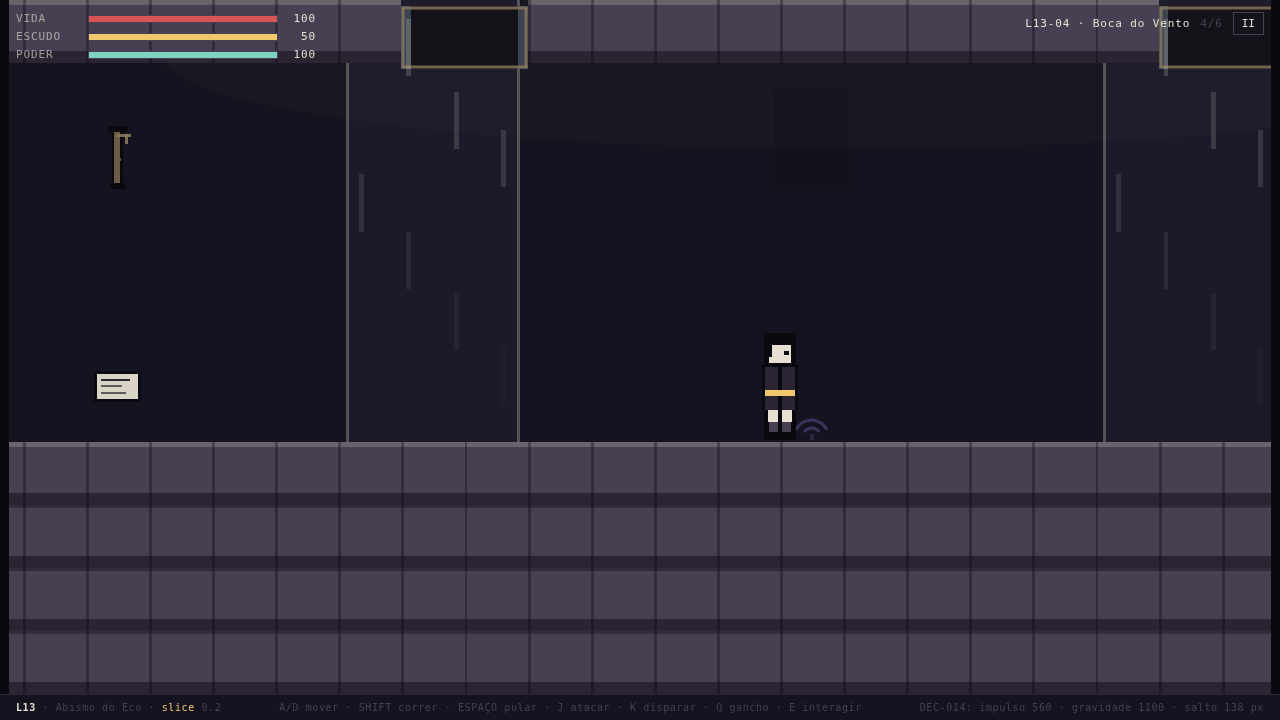 VIDA 100
L13-04 · Boca do Vento 4/6 II
ESCUDO 50
PODER 100
L13 · Abismo do Eco · slice 0.2 A/D mover · SHIFT correr · ESPAÇO pular · J atacar · K disparar · Q gancho · E interagir DEC-014: impulso 560 · gravidade 1100 · salto 138 px